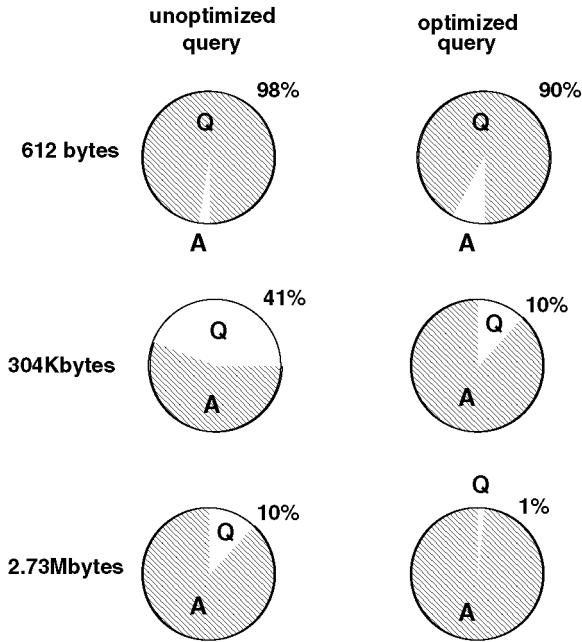 unoptimized
query
optimized
query
612 bytes
98%
Q
A
90%
Q
A
304Kbytes
41%
Q
A
10%
Q
A
2.73Mbytes
10%
Q
A
Q
1%
A